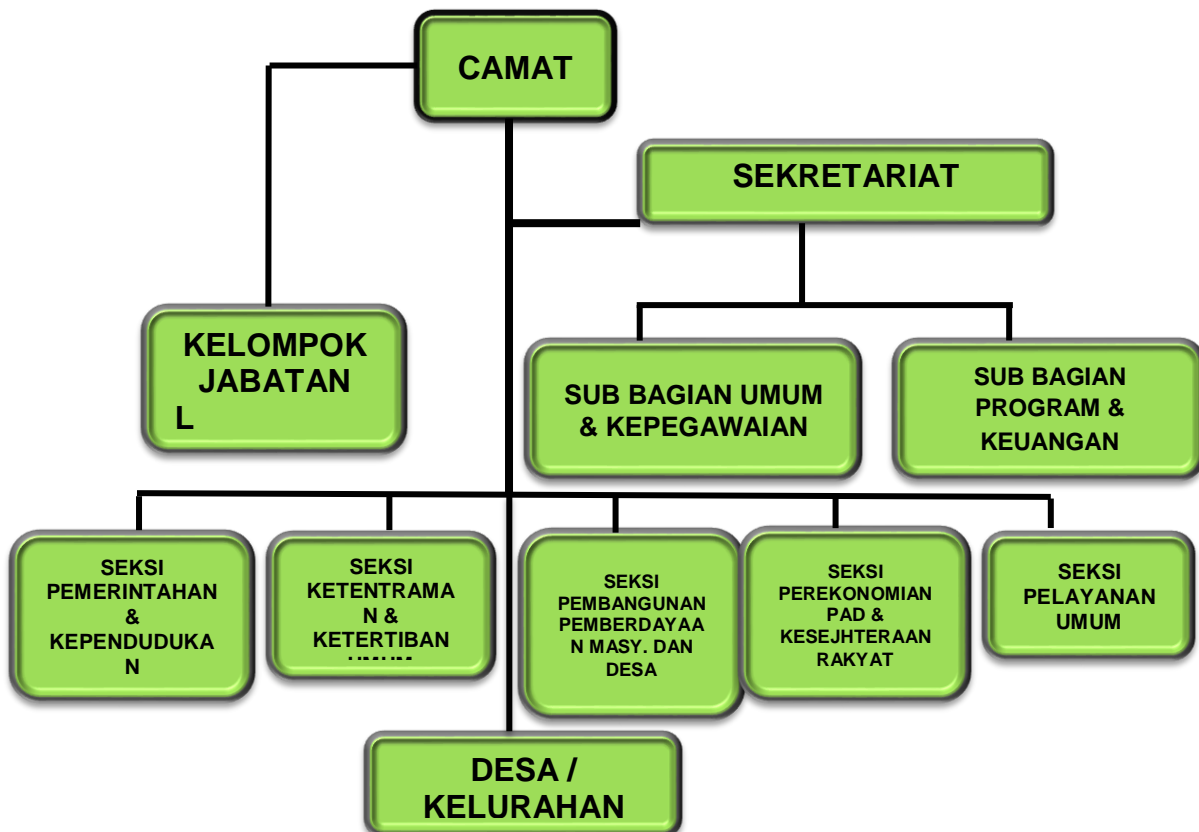 CAMAT
SEKRETARIAT
KELOMPOK
JABATAN
L
SUB BAGIAN UMUM
& KEPEGAWAIAN
SUB BAGIAN
PROGRAM &
KEUANGAN
SEKSI
PEMERINTAHAN
&
KEPENDUDUKA
N
SEKSI
KETENTRAMA
N &
KETERTIBAN
SEKSI
PEMBANGUNAN
PEMBERDAYAA
N MASY. DAN
DESA
SEKSI
PEREKONOMIAN
PAD &
KESEJHTERAAN
RAKYAT
SEKSI
PELAYANAN
UMUM
DESA /
KELURAHAN